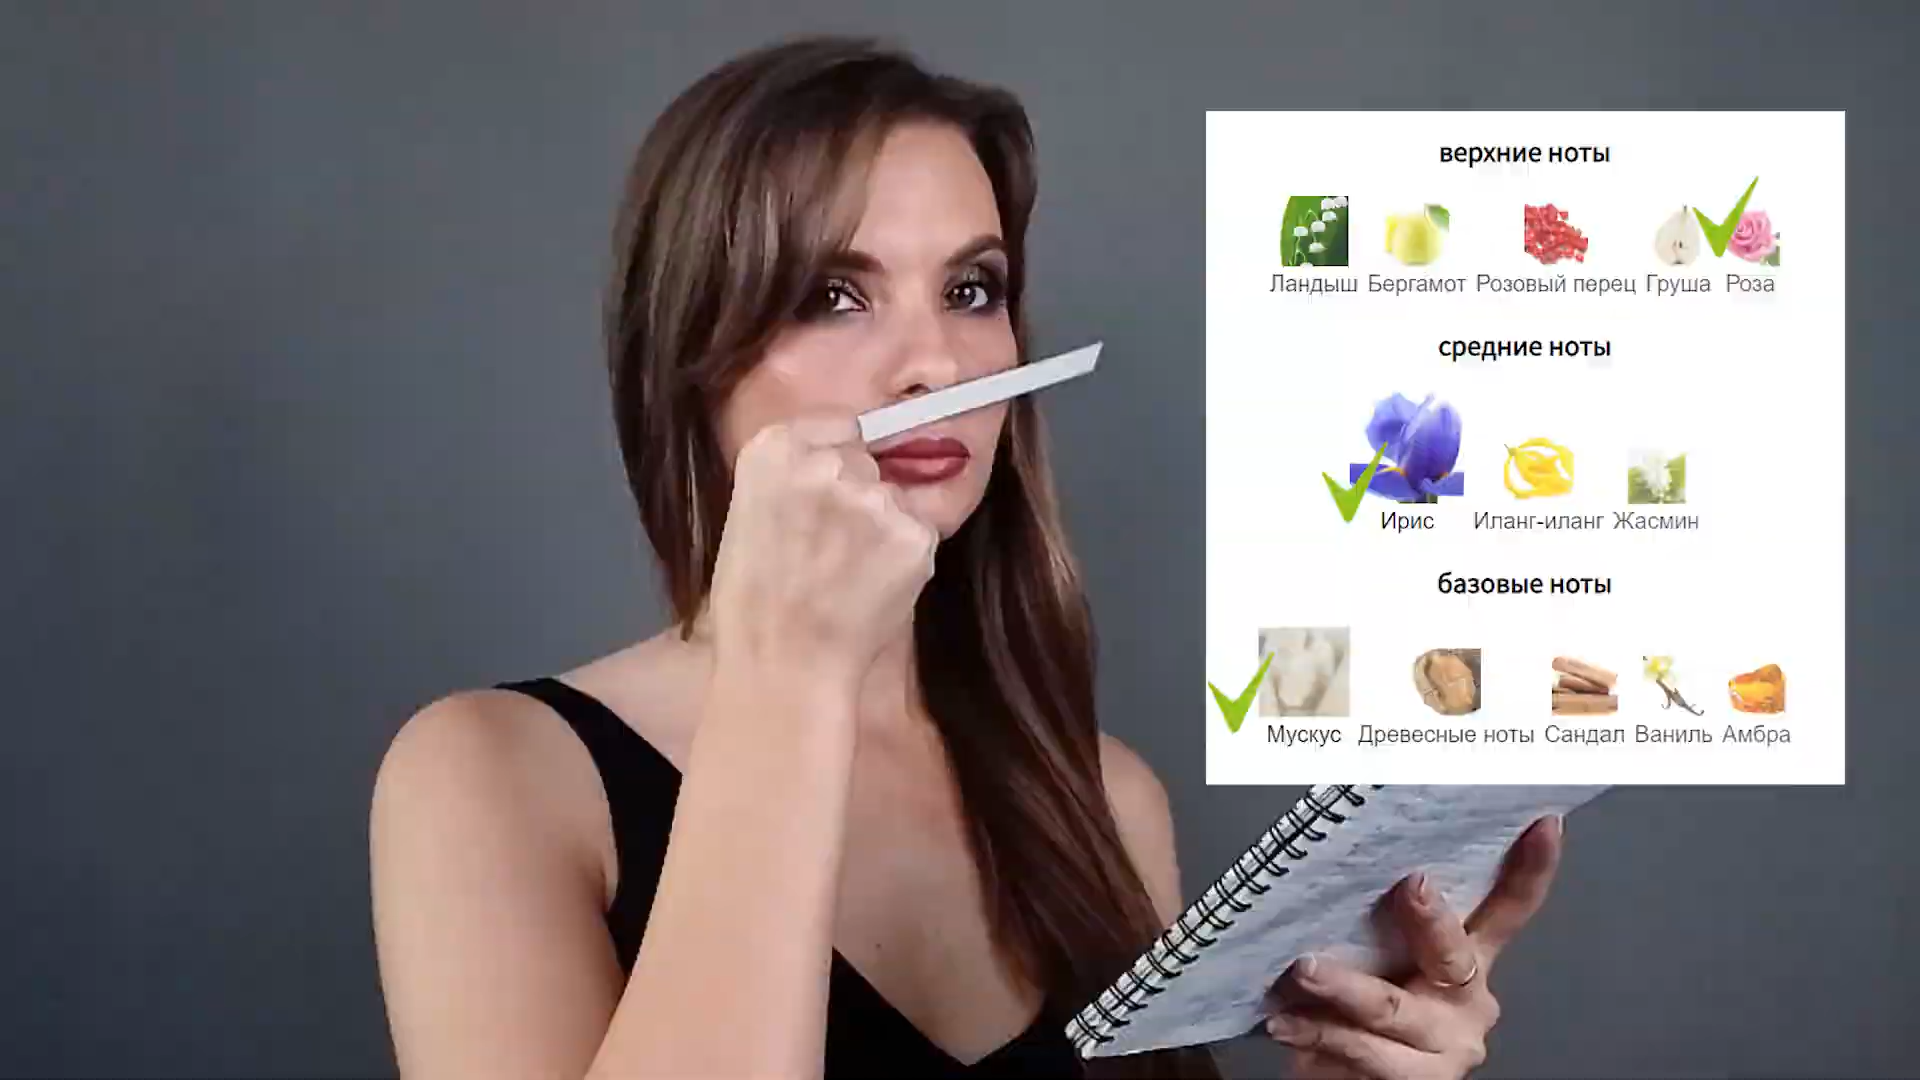 верхние ноты
Ландыш Бергамот Розовый перец Груша Роза
средние ноты
Ирис Иланг-иланг Жасмин
базовые ноты
Мускус Древесные ноты Сандал Ваниль Амбра